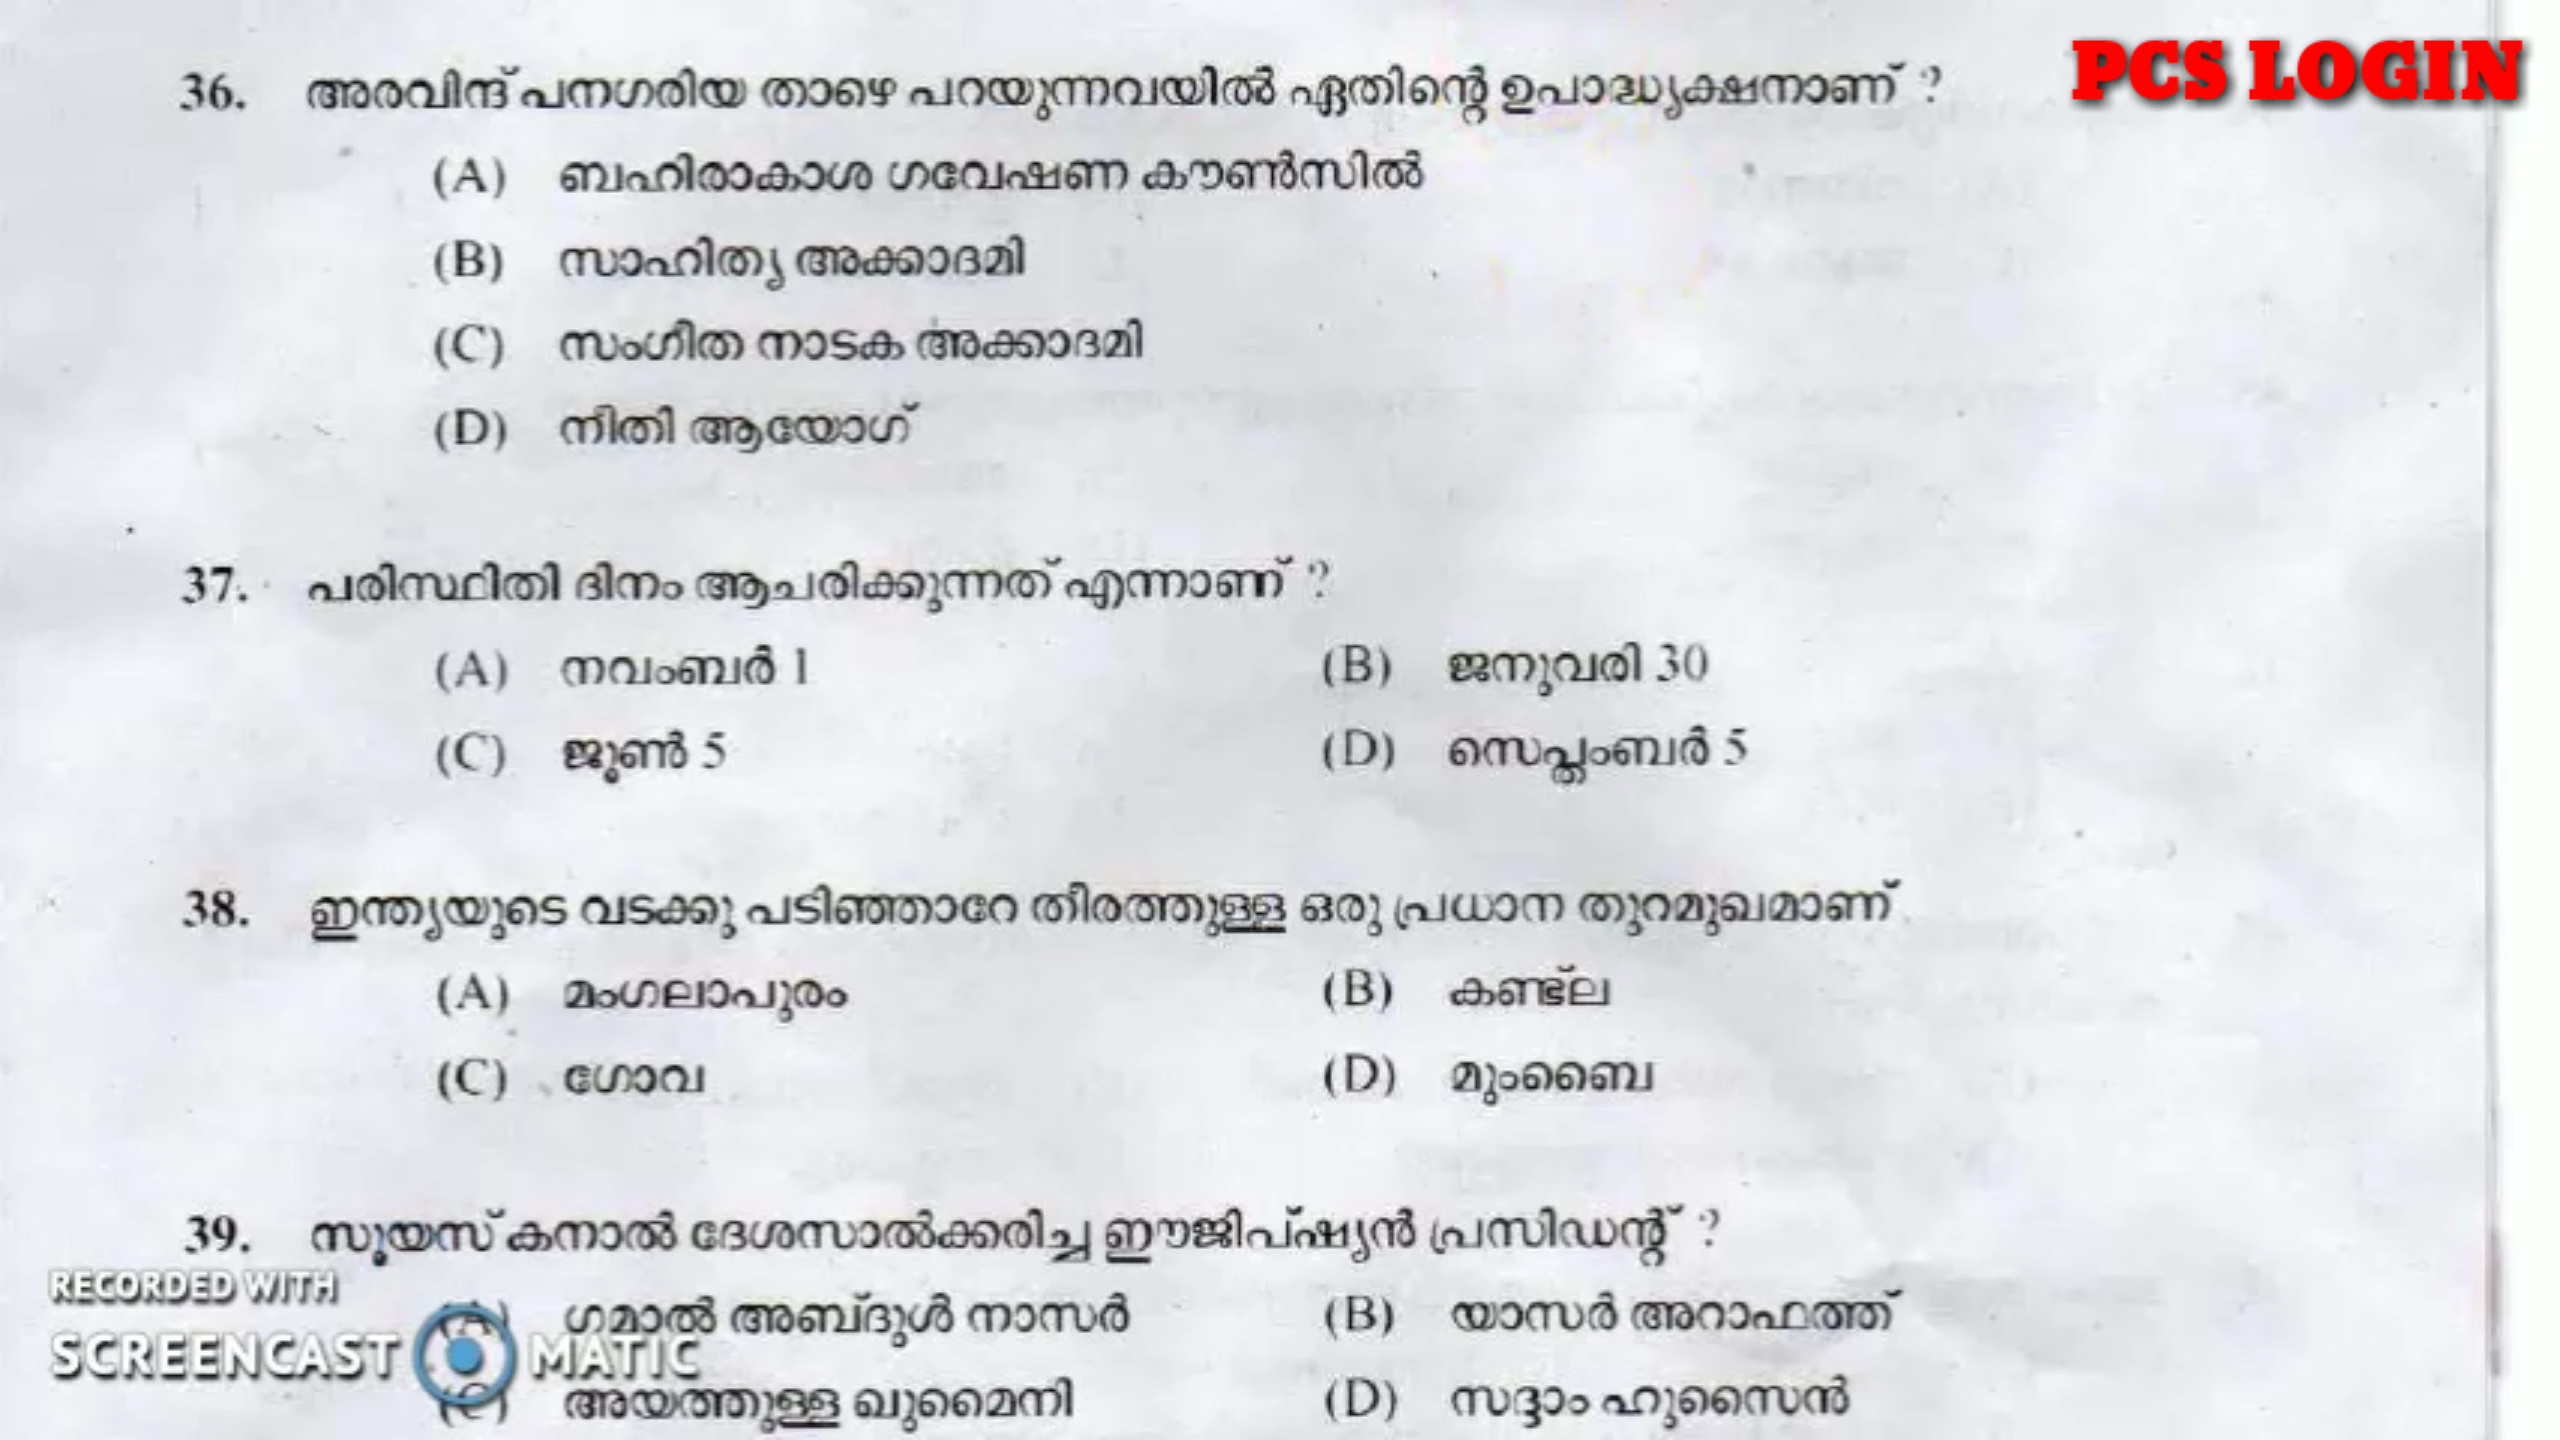 PCS LOGIN
36. അരവിന്ദ് പനഗരിയ താഴെ പറയുന്നവയിൽ ഏതിന്റെ ഉപാദ്ധ്യക്ഷനാണ് ?
(A) ബഹിരാകാശ ഗവേഷണ കൗൺസിൽ
(B) സാഹിത്യ അക്കാദമി
(C) സംഗീത നാടക അക്കാദമി
(D) നീതി ആയോഗ്
37. പരിസ്ഥിതി ദിനം ആചരിക്കുന്നത് എന്നാണ് ?
(A) നവംബർ 1 (B) ജനുവരി 30
(C) ജൂൺ 5 (D) സെപ്തംബർ 5
38. ഇന്ത്യയുടെ വടക്കു പടിഞ്ഞാറേ തീരത്തുള്ള ഒരു പ്രധാന തുറമുഖമാണ്
(A) മംഗലാപുരം (B) കണ്ട്ല
(C) ഗോവ (D) മുംബൈ
39. സൂയസ് കനാൽ ദേശസാൽക്കരിച്ച ഈജിപ്ഷ്യൻ പ്രസിഡന്റ് ?
(A) ഗമാൽ അബ്ദുൾ നാസർ (B) യാസർ അറാഫത്ത്
(C) അയത്തുള്ള ഖുമൈനി (D) സദ്ദാം ഹുസൈൻ
RECORDED WITH
SCREENCAST MATIC